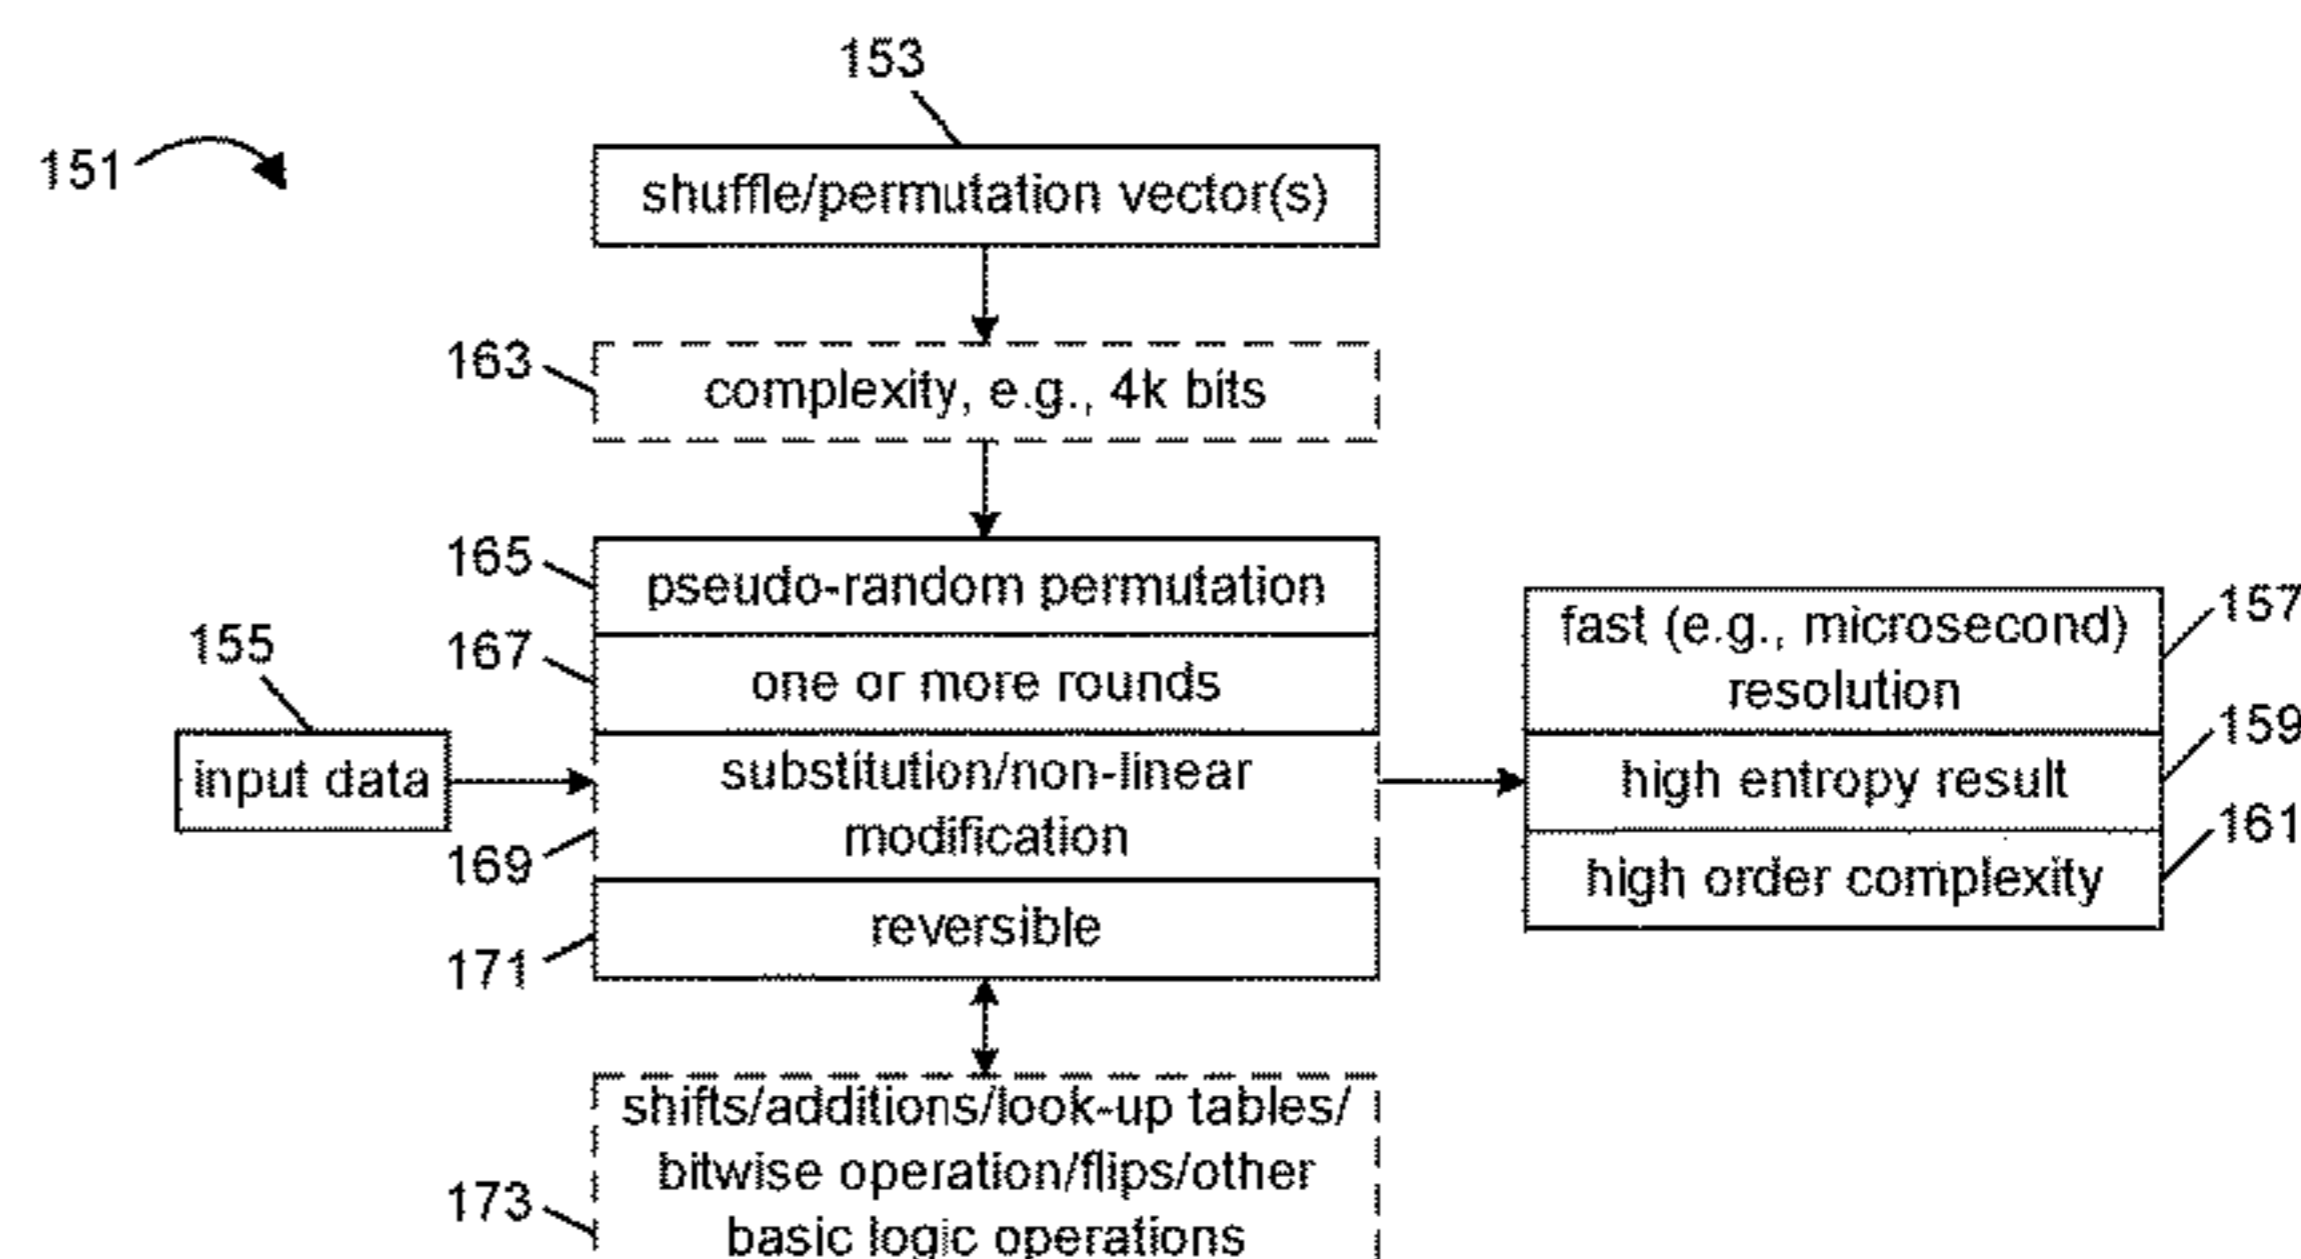 153
151
shuffle/permutation vector(s)
163
complexity, e.g., 4k bits
165
pseudo-random permutation
167
one or more rounds
155
input data
substitution/non-linear
modification
169
reversible
171
fast (e.g., microsecond)
resolution
157
high entropy result
159
high order complexity
161
shifts/additions/look-up tables/
bitwise operation/flips/other
basic logic operations
173